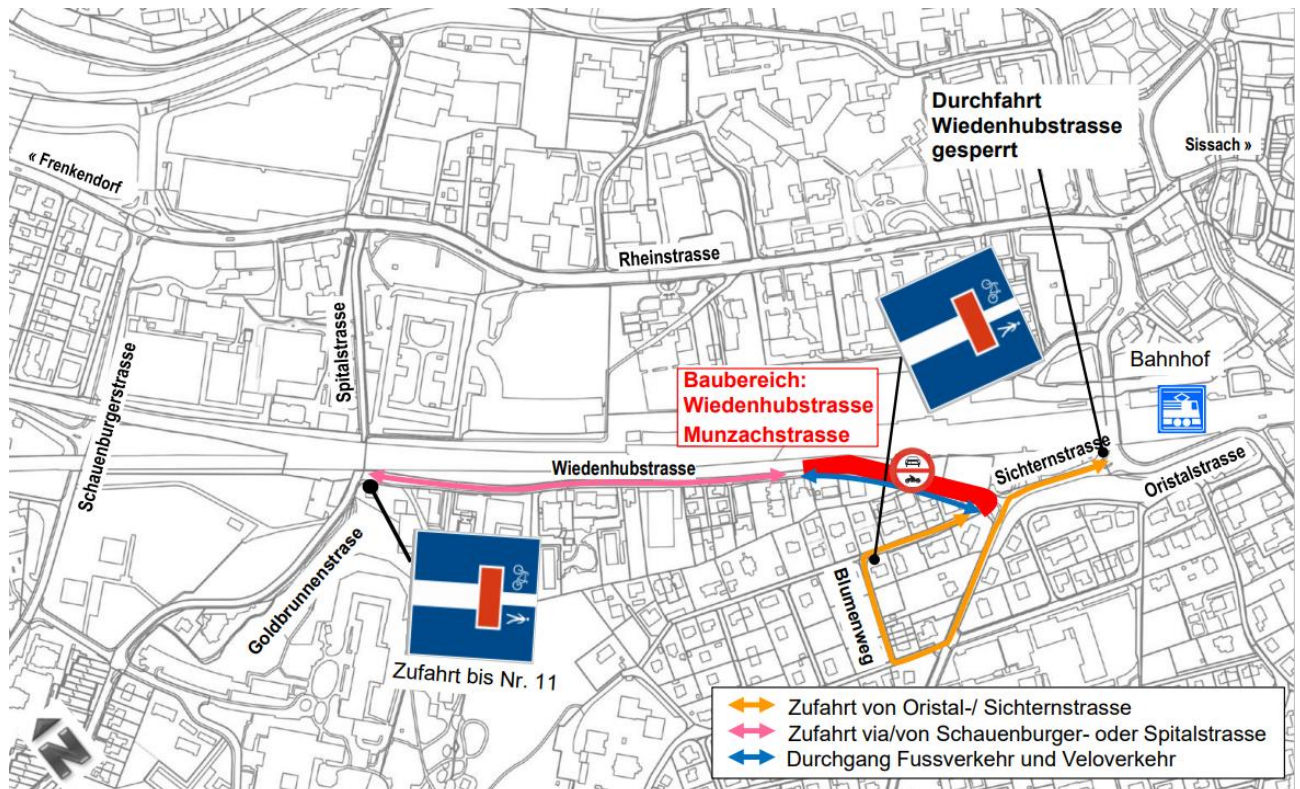 Durchfahrt
Wiedenhubstrasse
gesperrt
Sissach »
« Frenkendorf
Rheinstrasse
Spitalstrasse
Schauenburgerstrasse
Bahnhof
Baubereich:
Wiedenhubstrasse
Munzachstrasse
Wiedenhubstrasse
Sichternstrasse
Oristalstrasse
Goldbrunnenstrase
Blumenweg
Zufahrt bis Nr. 11
N
Zufahrt von Oristal-/ Sichternstrasse
Zufahrt via/von Schauenburger- oder Spitalstrasse
Durchgang Fussverkehr und Veloverkehr